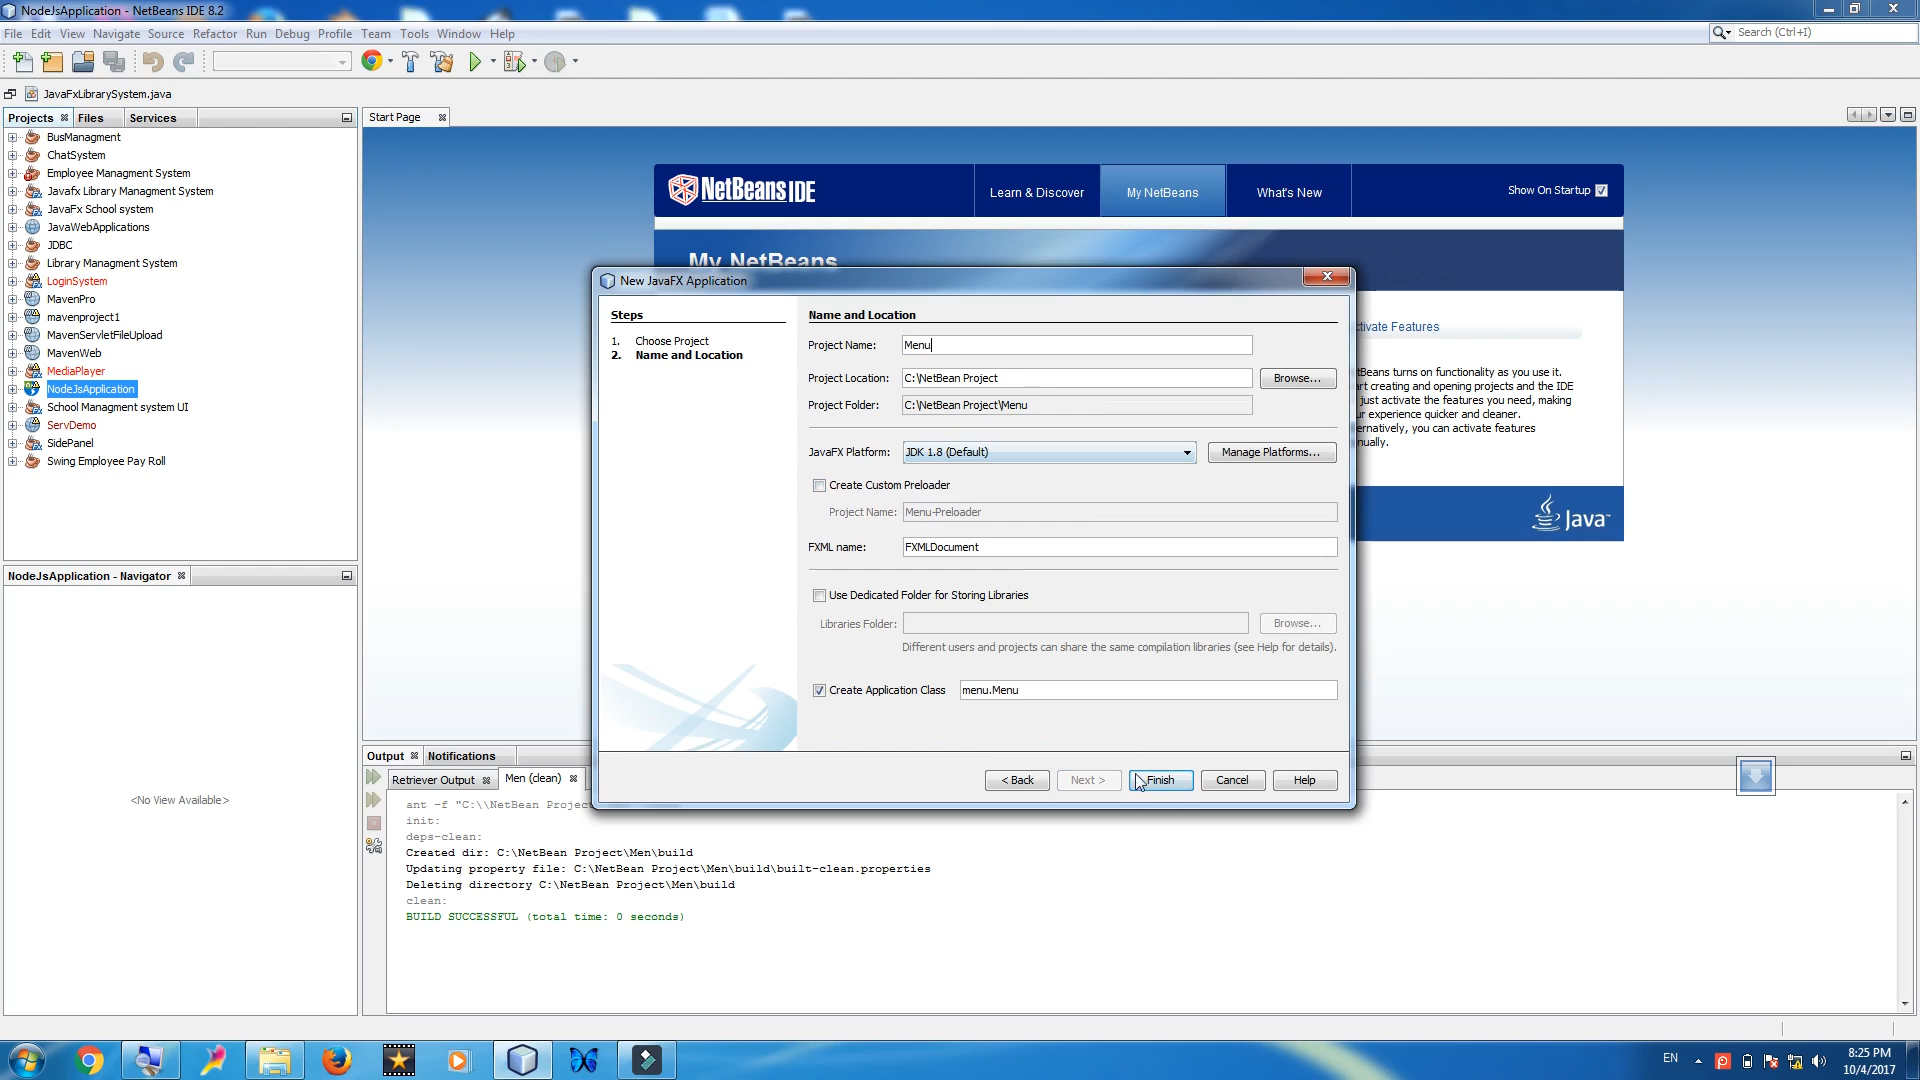 NodeJsApplication - NetBeans IDE 8.2
File Edit View Navigate Source Refactor Run Debug Profile Team Tools Window Help
Search (Ctrl+I)
JavaFxLibrarySystem.java
Projects Files Services
Start Page
BusManagment
ChatSystem
Employee Managment System
Javafx Library Managment System
JavaFx School system
JavaWebApplications
JDBC
Library Managment System
LoginSystem
MavenPro
mavenproject1
MavenServletFileUpload
MavenWeb
MediaPlayer
NodeJsApplication
School Managment system UI
ServDemo
SidePanel
Swing Employee Pay Roll
NodeJsApplication - Navigator
<No View Available>
NetBeans IDE
Learn & Discover
My NetBeans
What's New
Show On Startup
My NetBeans
tivate Features
tBeans turns on functionality as you use it.
art creating and opening projects and the IDE
just activate the features you need, making
ur experience quicker and cleaner.
ernatively, you can activate features
nually.
Java
New JavaFX Application
Steps
1. Choose Project
2. Name and Location
Name and Location
Project Name: Menu
Project Location: C:\NetBean Project Browse...
Project Folder: C:\NetBean Project\Menu
JavaFX Platform: JDK 1.8 (Default) Manage Platforms...
Create Custom Preloader
Project Name: Menu-Preloader
FXML name: FXMLDocument
Use Dedicated Folder for Storing Libraries
Libraries Folder: Browse...
Different users and projects can share the same compilation libraries (see Help for details).
Create Application Class menu.Menu
< Back Next > Finish Cancel Help
Output Notifications
Retriever Output Men (clean)
ant -f "C:\\NetBean Projec
init:
deps-clean:
Created dir: C:\NetBean Project\Men\build
Updating property file: C:\NetBean Project\Men\build\built-clean.properties
Deleting directory C:\NetBean Project\Men\build
clean:
BUILD SUCCESSFUL (total time: 0 seconds)
EN
8:25 PM
10/4/2017